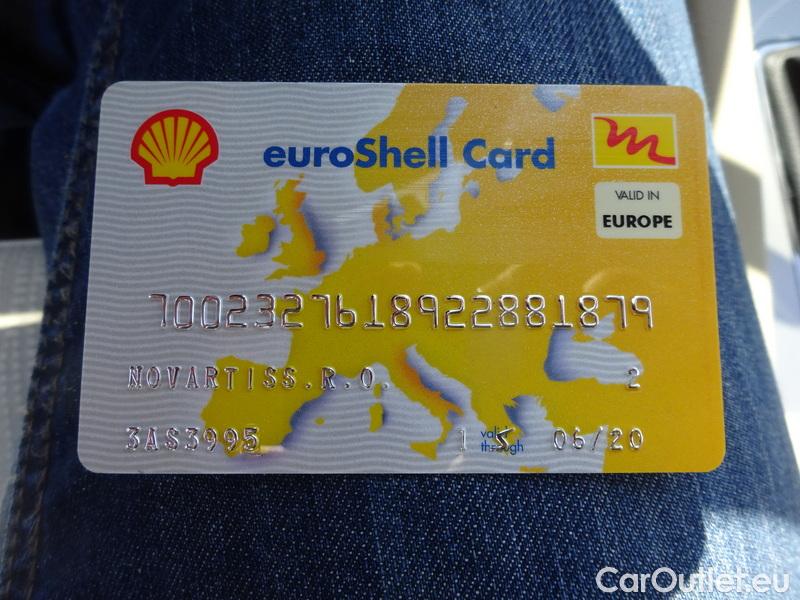 euroShell Card
VALID IN
EUROPE
7002327618922881879
NOVARTISS.R.O. 2
3AS3995 1 S valid through 06/20
CarOutlet.eu